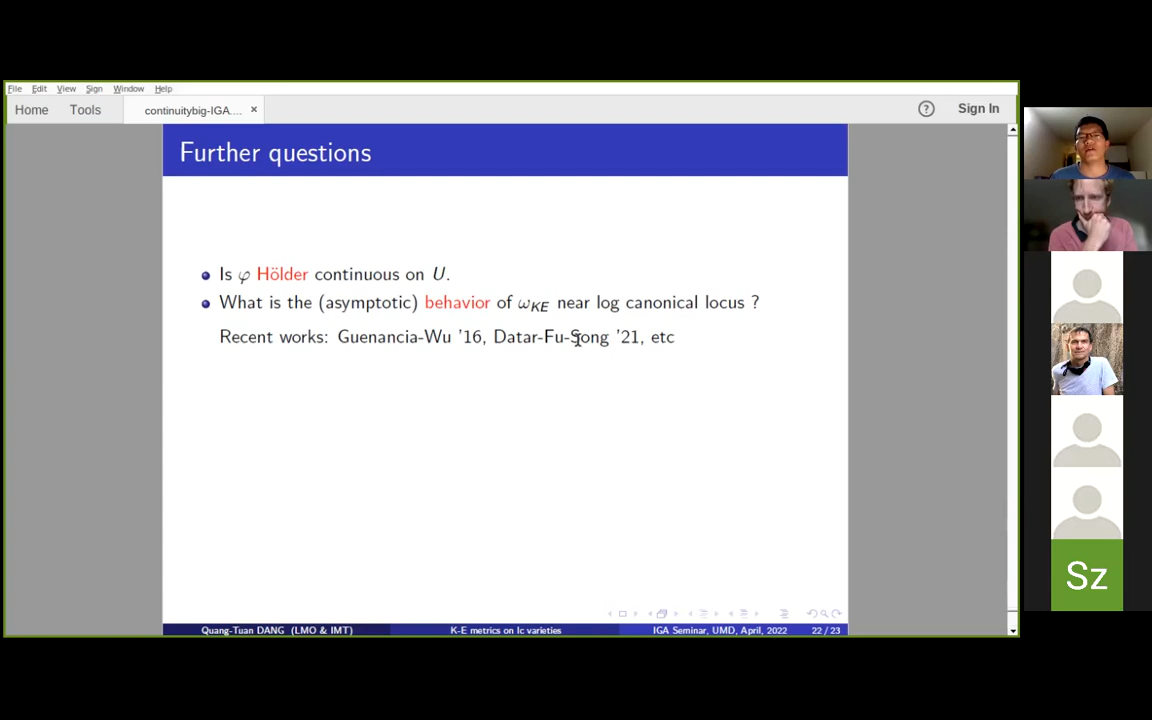 File Edit View Sign Window Help
Home Tools continuitybig-IGA.... × ? Sign In
Further questions
Is φ Hölder continuous on U.
What is the (asymptotic) behavior of ωKE near log canonical locus ?
Recent works: Guenancia-Wu '16, Datar-Fu-Song '21, etc
Quang-Tuan DANG (LMO & IMT) K-E metrics on lc varieties IGA Seminar, UMD, April, 2022 22 / 23
Sz